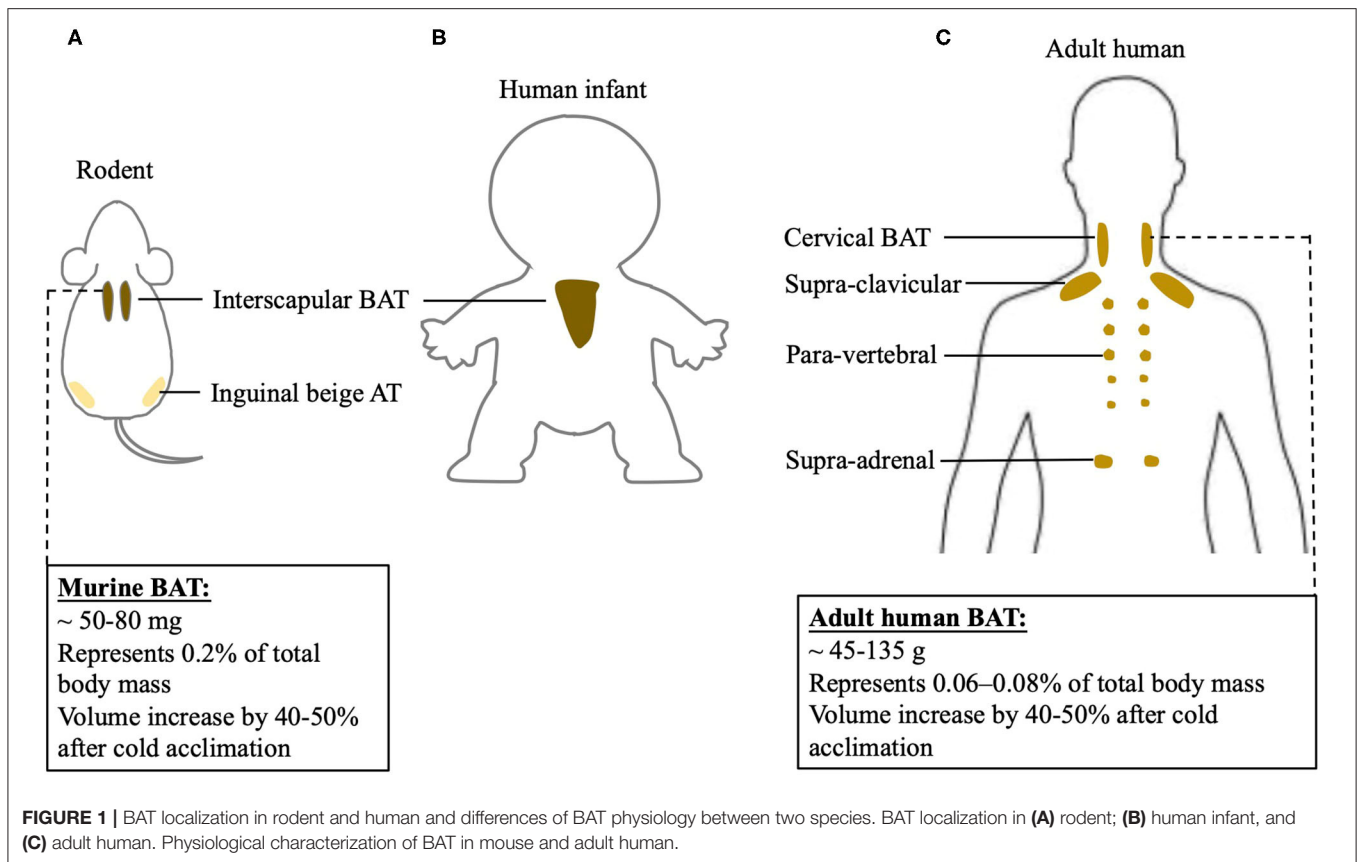 A
Rodent
Interscapular BAT
Inguinal beige AT
Murine BAT:
~ 50-80 mg
Represents 0.2% of total
body mass
Volume increase by 40-50%
after cold acclimation
B
Human infant
C
Adult human
Cervical BAT
Supra-clavicular
Para-vertebral
Supra-adrenal
Adult human BAT:
~ 45-135 g
Represents 0.06–0.08% of total body mass
Volume increase by 40-50% after cold
acclimation
FIGURE 1 | BAT localization in rodent and human and differences of BAT physiology between two species. BAT localization in (A) rodent; (B) human infant, and
(C) adult human. Physiological characterization of BAT in mouse and adult human.